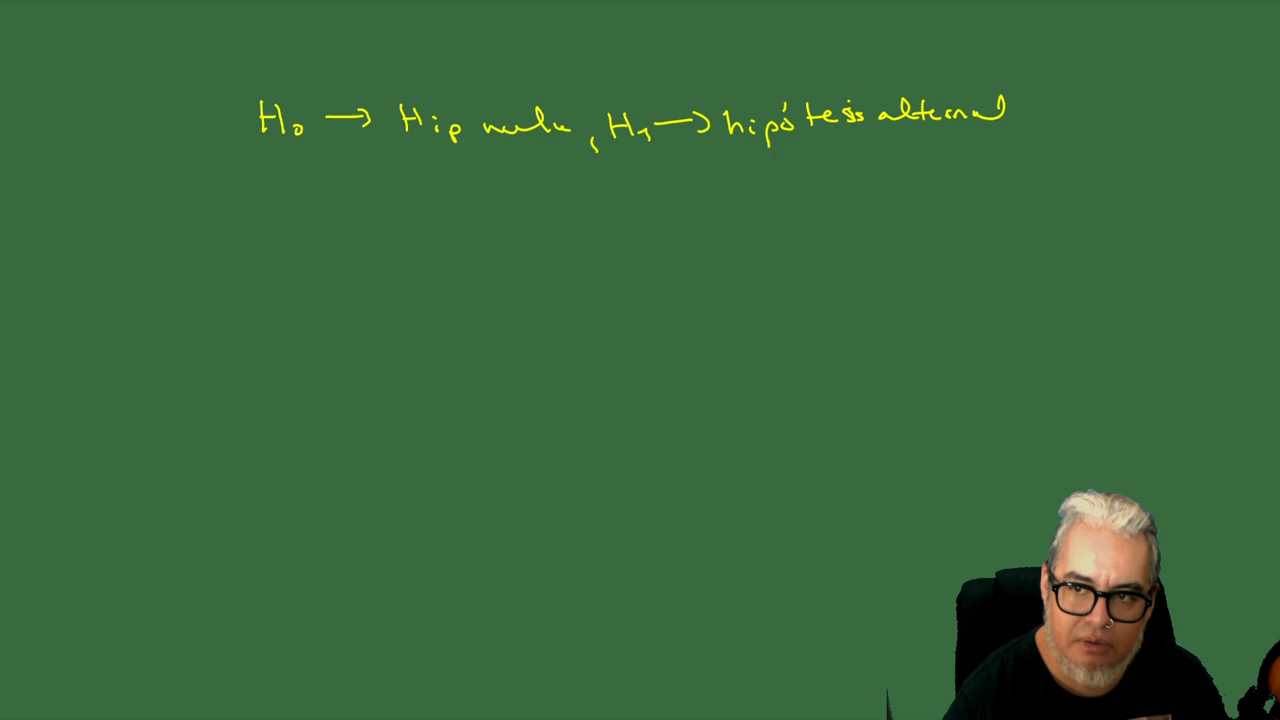 H₀ → Hip nula, H₁ → hipótesis alterna